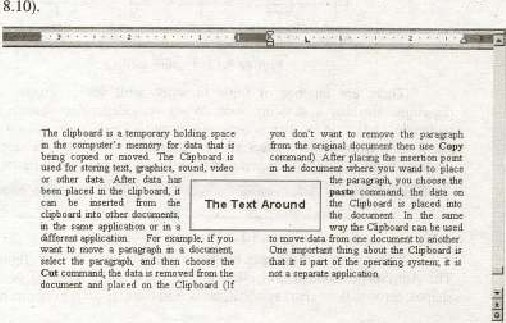 8.10).
The clipboard is a temporary holding space
in the computer's memory for data that is
being copied or moved. The Clipboard is
used for storing text, graphics, sound, video
or other data. After data has
been placed in the clipboard, it
can be inserted from the
clipboard into other documents,
in the same application or in a
different application. For example, if you
want to move a paragraph in a document,
select the paragraph, and then choose the
Cut command, the data is removed from the
document and placed on the Clipboard (If
The Text Around
you don't want to remove the paragraph
from the original document then use Copy
command) After placing the insertion point
in the document where you wand to place
the paragraph, you choose the
paste command, the data on
the Clipboard is placed into
the document. In the same
way the Clipboard can be used
to move data from one document to another
One important thing about the Clipboard is
that it is part of the operating system, it is
not a separate application